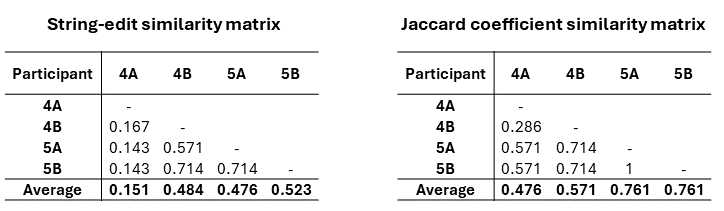 String-edit similarity matrix
Participant 4A 4B 5A 5B
4A -
4B 0.167 -
5A 0.143 0.571 -
5B 0.143 0.714 0.714 -
Average 0.151 0.484 0.476 0.523
Jaccard coefficient similarity matrix
Participant 4A 4B 5A 5B
4A -
4B 0.286 -
5A 0.571 0.714 -
5B 0.571 0.714 1 -
Average 0.476 0.571 0.761 0.761